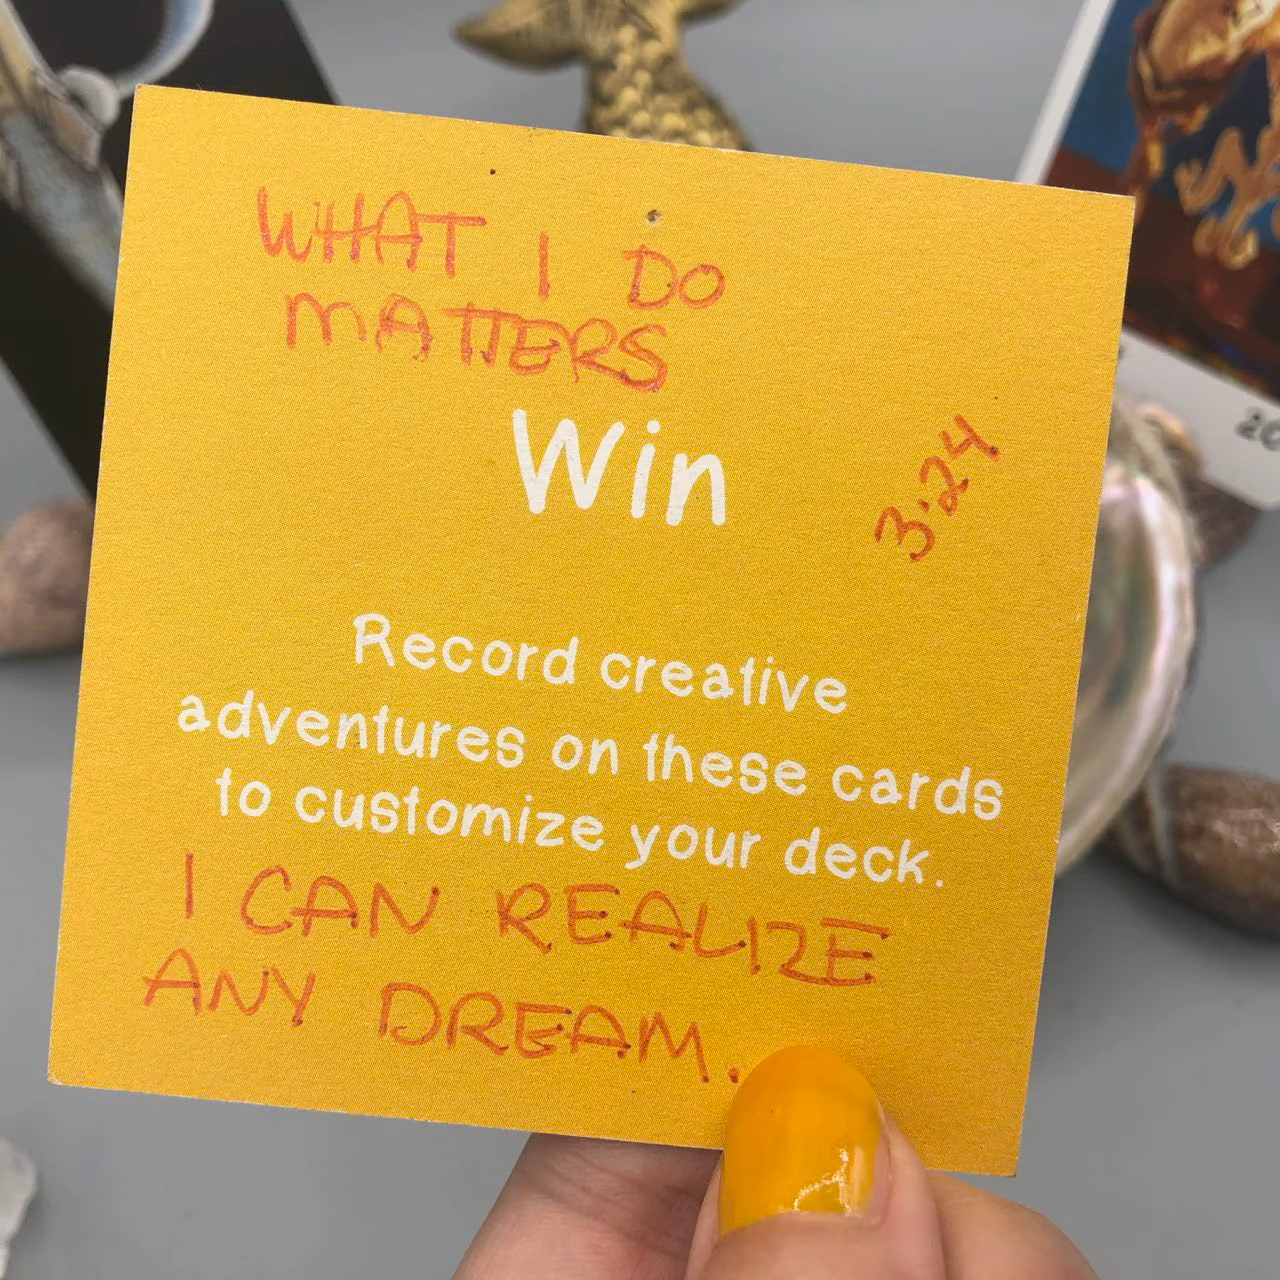 WHAT I DO
MATTERS
Win
3.24
Record creative
adventures on these cards
to customize your deck.
I CAN REALIZE
ANY DREAM.
20